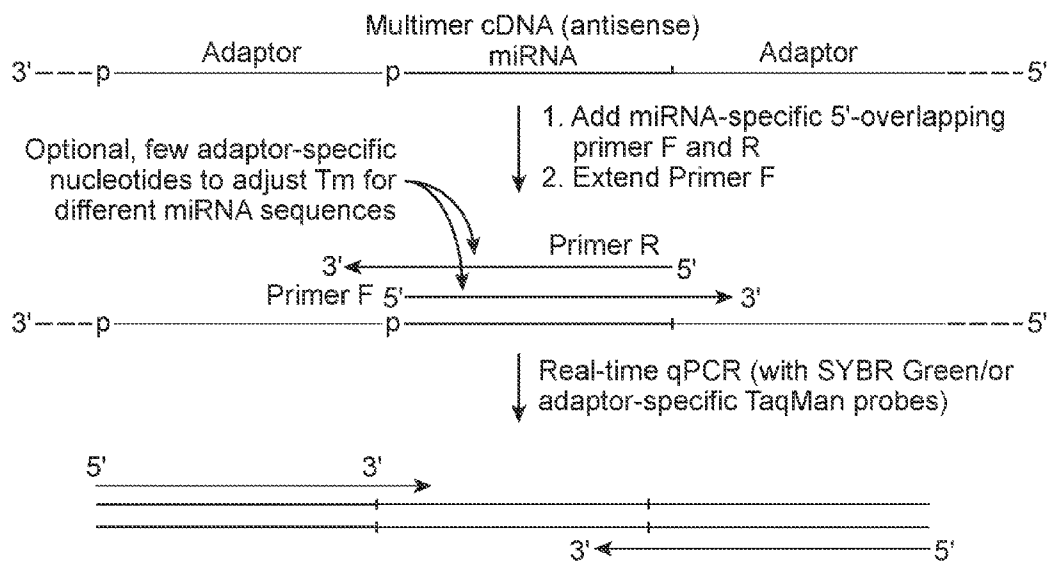 Multimer cDNA (antisense)
3' p Adaptor p miRNA Adaptor 5'
1. Add miRNA-specific 5'-overlapping
primer F and R
2. Extend Primer F
Optional, few adaptor-specific
nucleotides to adjust Tm for
different miRNA sequences
Primer R
3' 5'
Primer F 5' 3'
3' p p 5'
Real-time qPCR (with SYBR Green/or
adaptor-specific TaqMan probes)
5' 3'
3' 5'